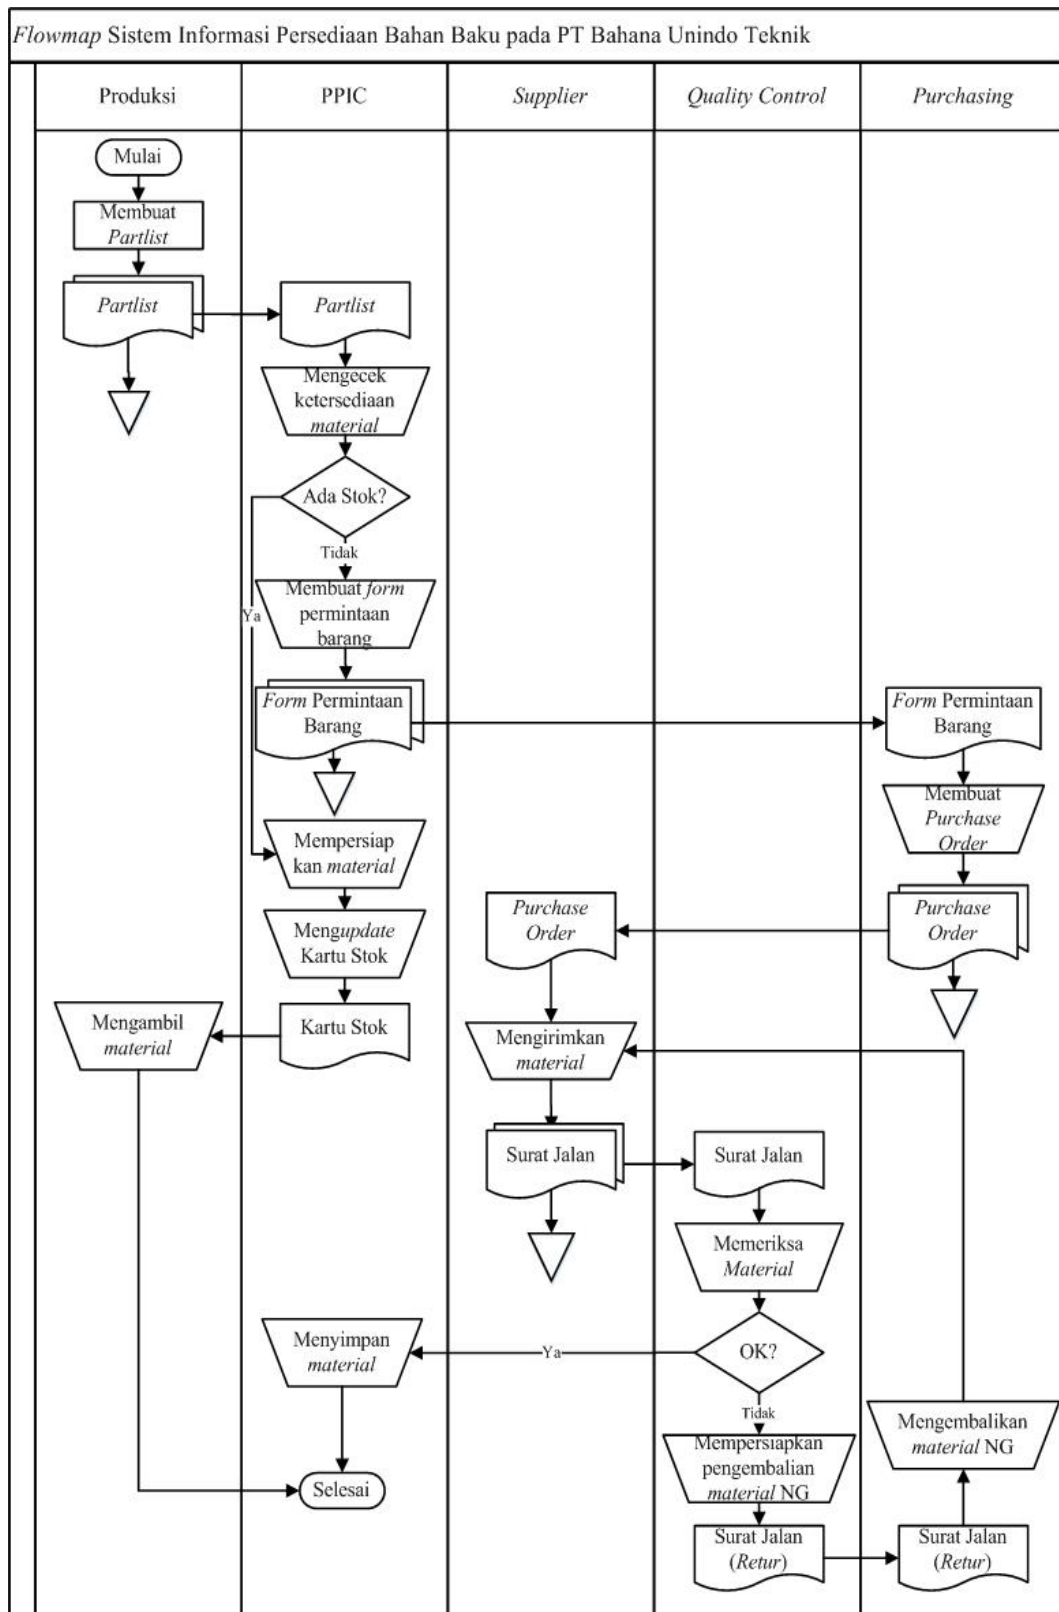 Flowmap Sistem Informasi Persediaan Bahan Baku pada PT Bahana Unindo Teknik
Produksi
PPIC
Supplier
Quality Control
Purchasing
Mulai
Membuat
Partlist
Partlist
Partlist
Mengecek
ketersediaan
material
Ada Stok?
Tidak
Ya
Membuat form
permintaan
barang
Form Permintaan
Barang
Form Permintaan
Barang
Membuat
Purchase
Order
Mempersiap
kan material
Purchase
Order
Purchase
Order
Mengupdate
Kartu Stok
Mengambil
material
Kartu Stok
Mengirimkan
material
Surat Jalan
Surat Jalan
Memeriksa
Material
Menyimpan
material
Ya
OK?
Tidak
Mengembalikan
material NG
Mempersiapkan
pengembalian
material NG
Selesai
Surat Jalan
(Retur)
Surat Jalan
(Retur)